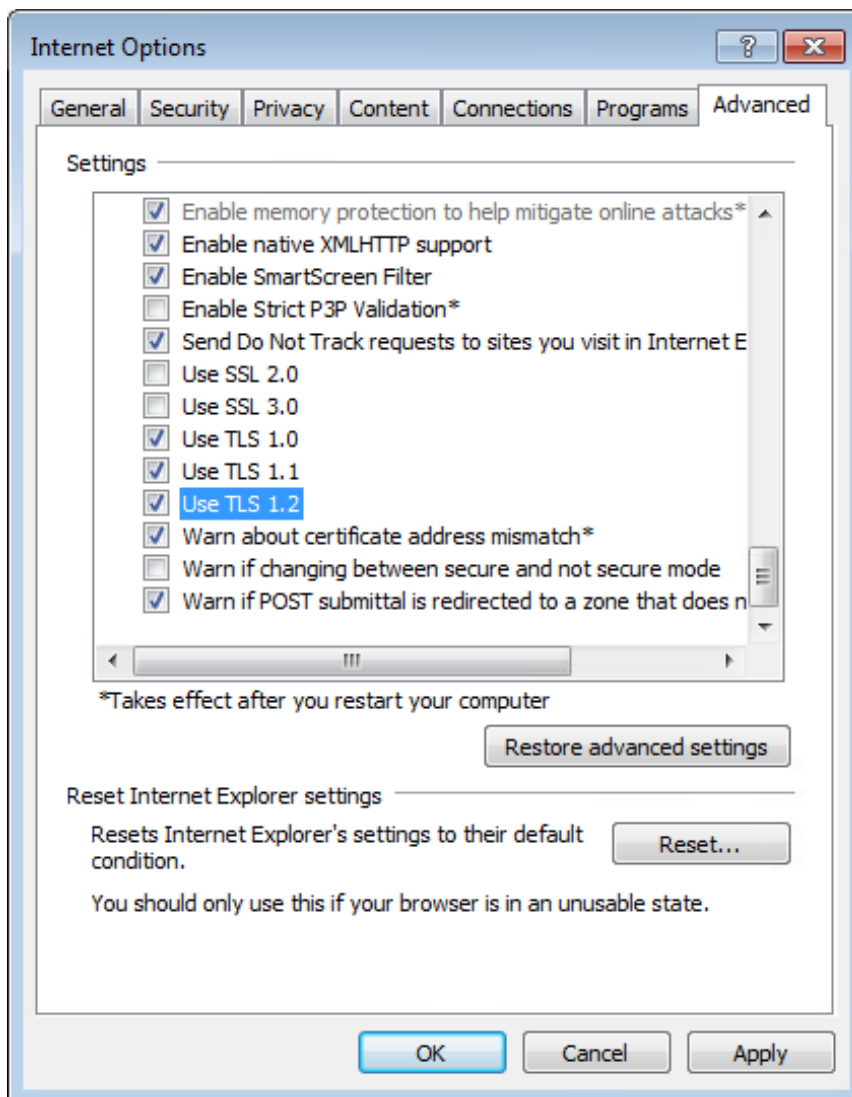 Internet Options
General Security Privacy Content Connections Programs Advanced
Settings
Enable memory protection to help mitigate online attacks*
Enable native XMLHTTP support
Enable SmartScreen Filter
Enable Strict P3P Validation*
Send Do Not Track requests to sites you visit in Internet E
Use SSL 2.0
Use SSL 3.0
Use TLS 1.0
Use TLS 1.1
Use TLS 1.2
Warn about certificate address mismatch*
Warn if changing between secure and not secure mode
Warn if POST submittal is redirected to a zone that does n
*Takes effect after you restart your computer
Restore advanced settings
Reset Internet Explorer settings
Resets Internet Explorer's settings to their default
condition.
Reset...
You should only use this if your browser is in an unusable state.
OK Cancel Apply